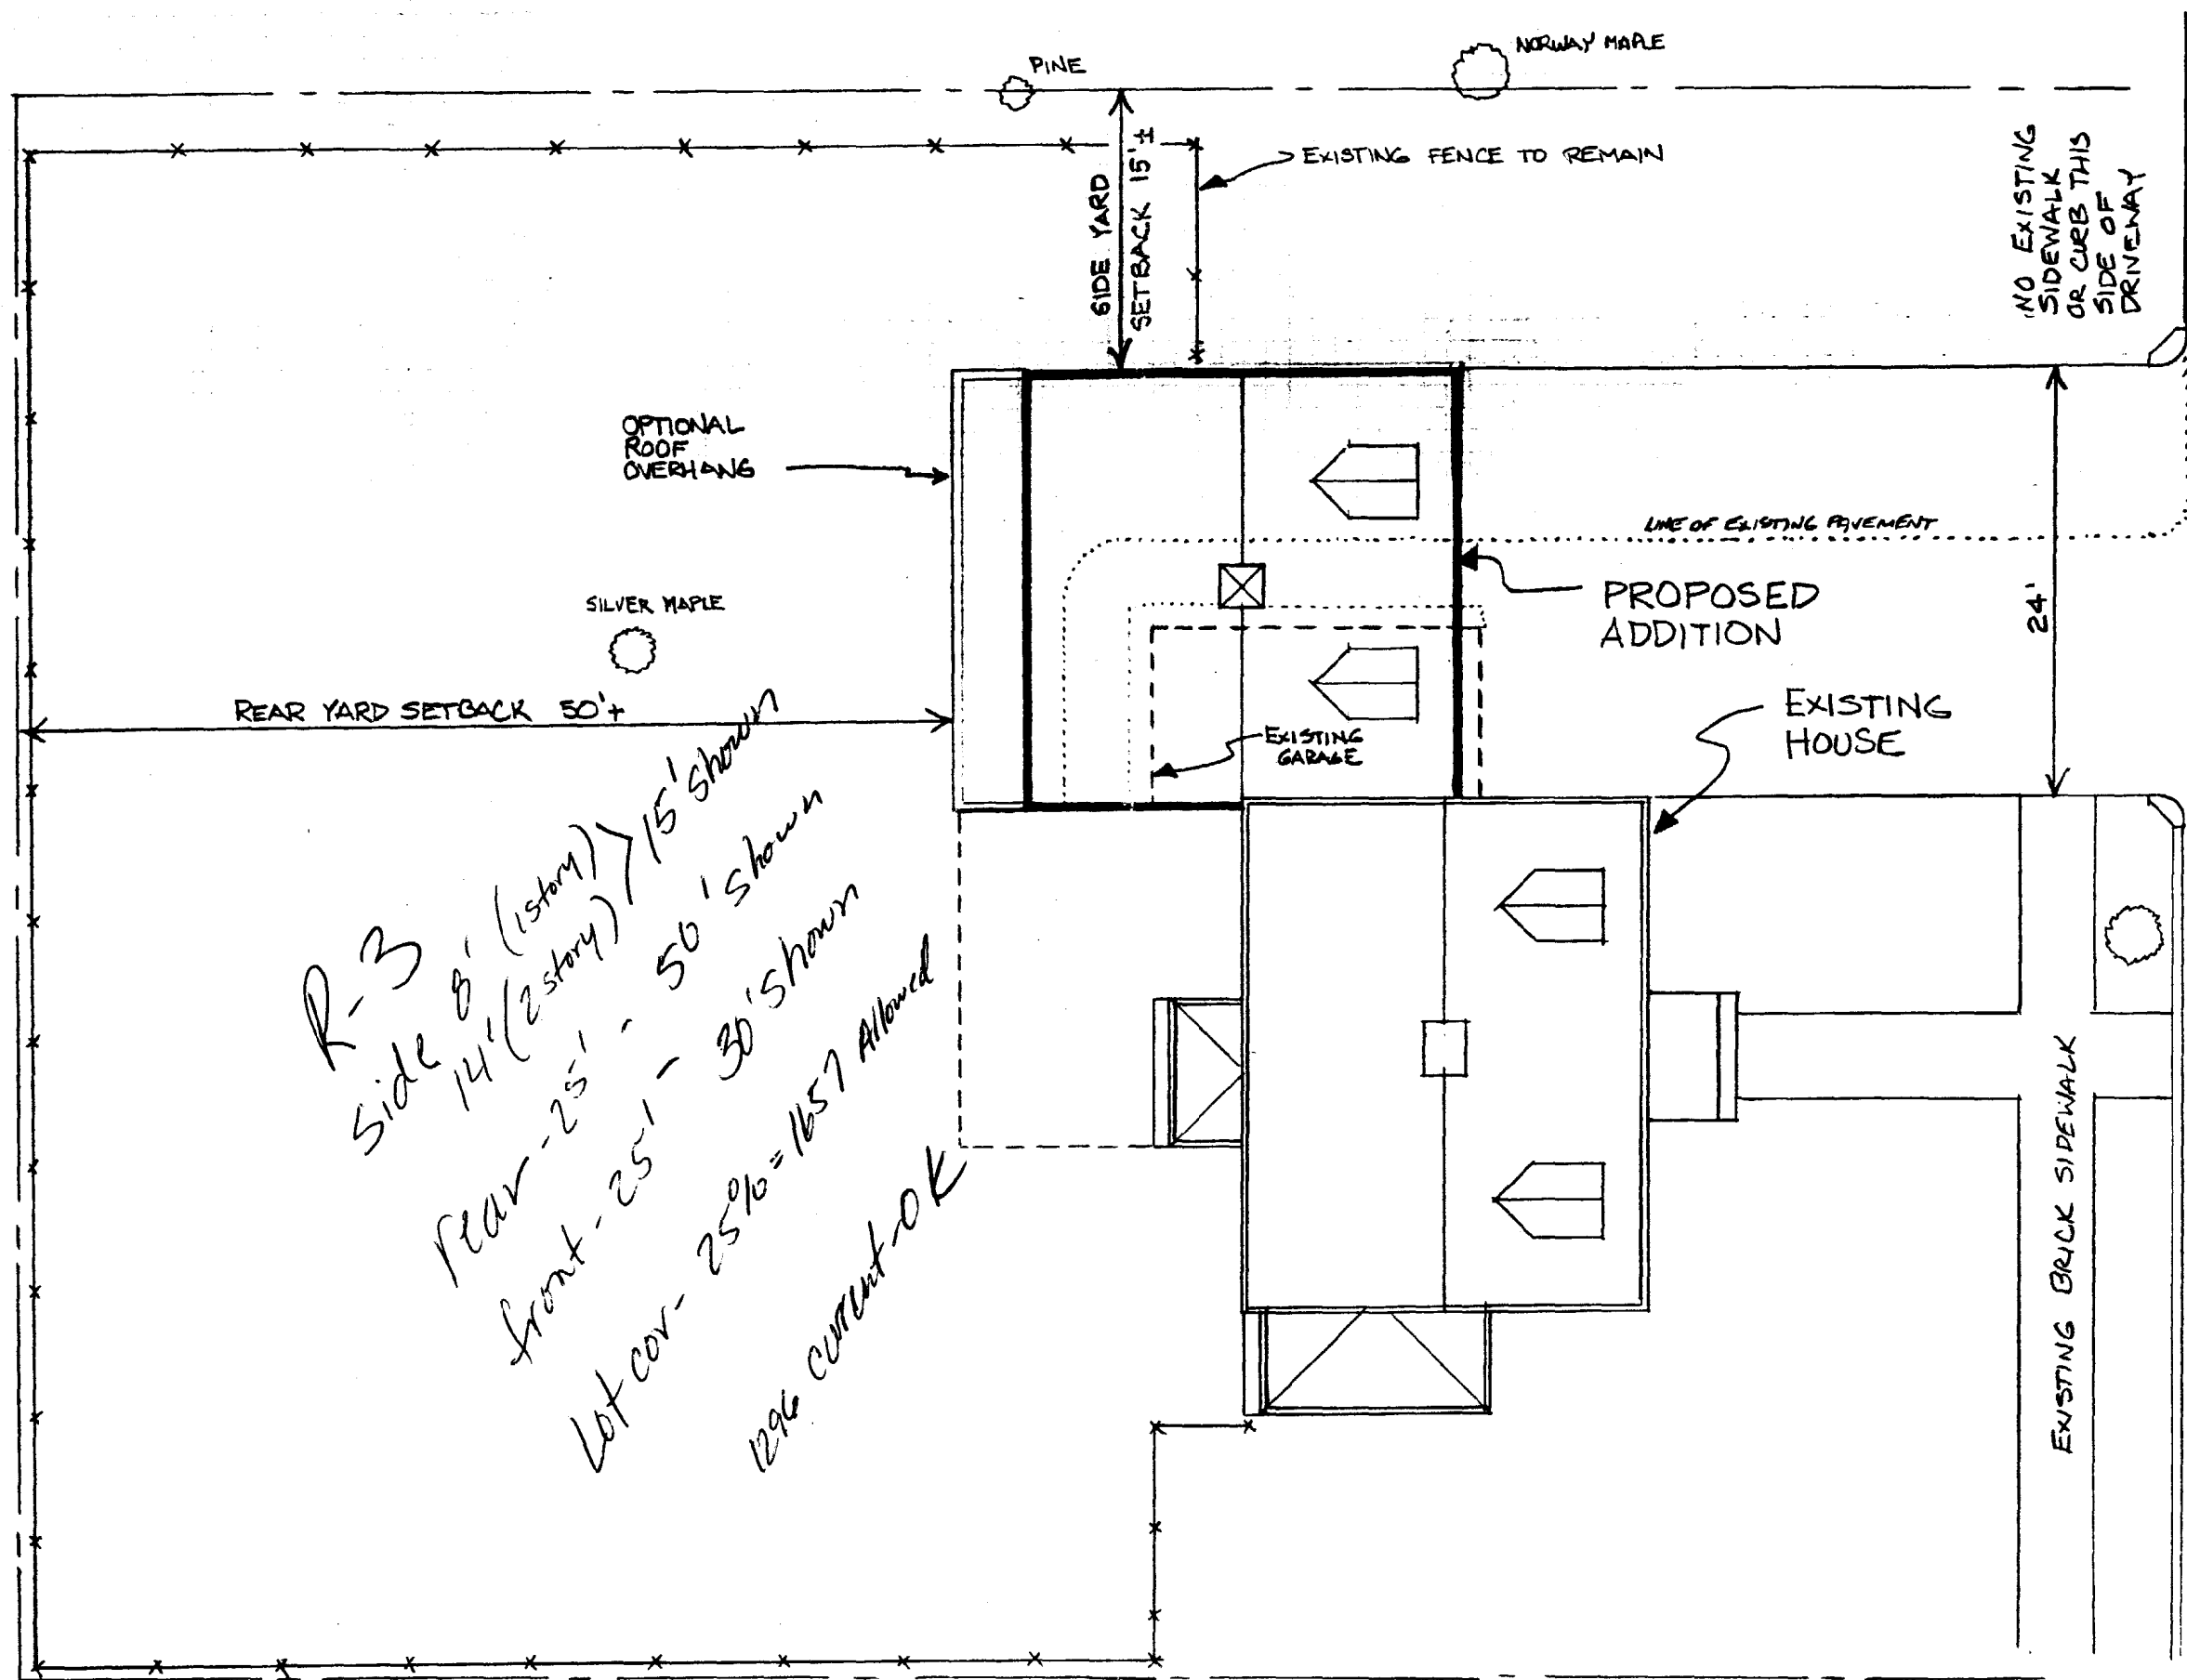 PINE
NORWAY MAPLE
SIDE YARD
SETBACK 15'±
EXISTING FENCE TO REMAIN
NO EXISTING
SIDEWALK
OR CURB THIS
SIDE OF
DRIVEWAY
OPTIONAL
ROOF
OVERHANG
LINE OF EXISTING PAVEMENT
SILVER MAPLE
PROPOSED
ADDITION
24'
REAR YARD SETBACK 50'+
EXISTING
GARAGE
EXISTING
HOUSE
R-3
Side 8' (1story) > 15' shown
14' (2story)
rear - 25' - 50' shown
front - 25' - 30' shown
Lot cov - 25% = 1657 Allowed
1296 current - OK
EXISTING BRICK SIDEWALK